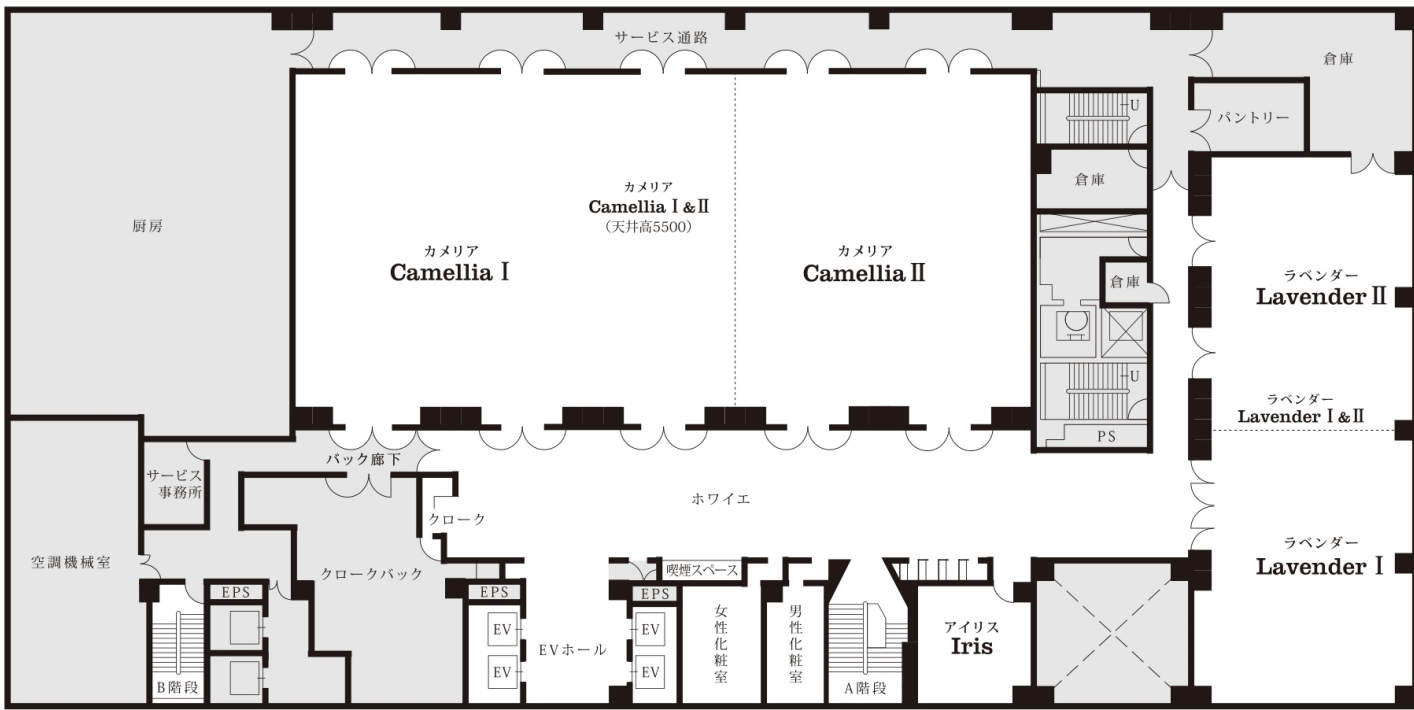 サービス通路
倉庫
パントリー
U
倉庫
厨房
カメリア
Camellia Ⅰ&Ⅱ
(天井高5500)
カメリア
Camellia Ⅰ
カメリア
Camellia Ⅱ
倉庫
ラベンダー
Lavender Ⅱ
U
ラベンダー
Lavender Ⅰ&Ⅱ
PS
バック廊下
サービス
事務所
ホワイエ
クローク
空調機械室
クロークバック
喫煙スペース
ラベンダー
Lavender Ⅰ
EPS
EPS
EPS
EV
EV
EV
EV
EVホール
女性化粧室
男性化粧室
アイリス
Iris
B階段
A階段